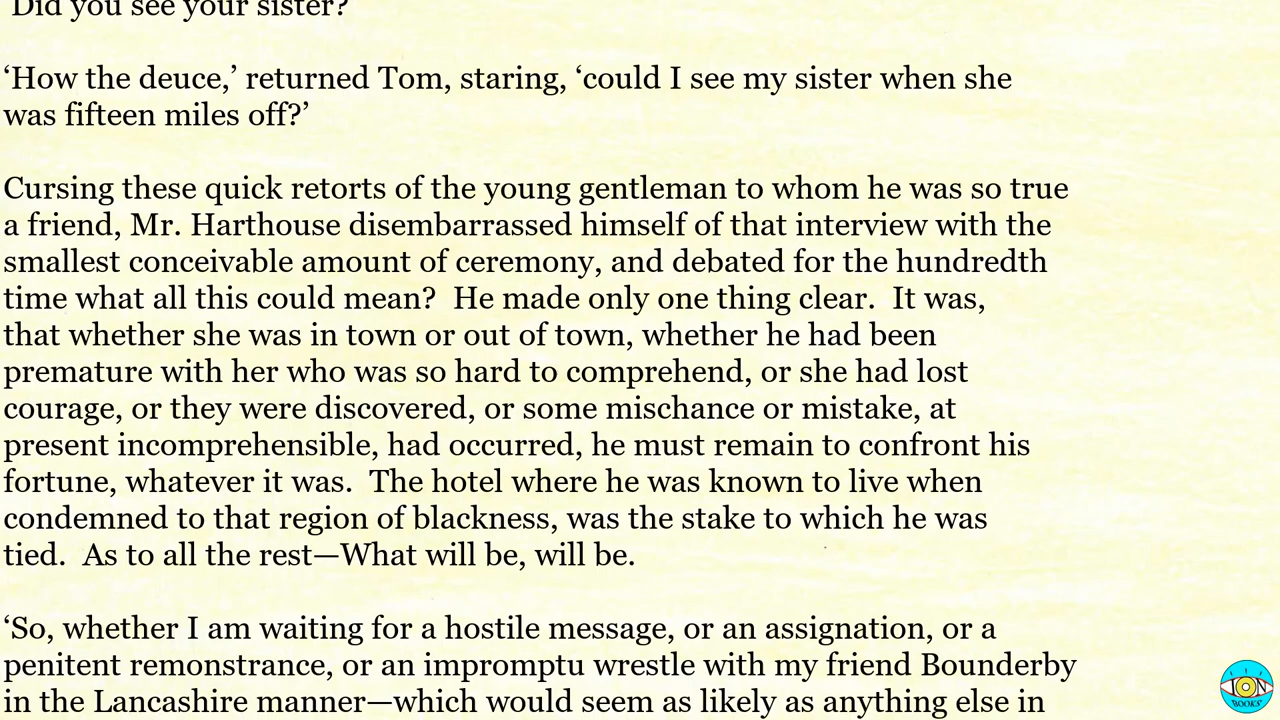 Did you see your sister?
‘How the deuce,’ returned Tom, staring, ‘could I see my sister when she
was fifteen miles off?’
Cursing these quick retorts of the young gentleman to whom he was so true
a friend, Mr. Harthouse disembarrassed himself of that interview with the
smallest conceivable amount of ceremony, and debated for the hundredth
time what all this could mean?  He made only one thing clear.  It was,
that whether she was in town or out of town, whether he had been
premature with her who was so hard to comprehend, or she had lost
courage, or they were discovered, or some mischance or mistake, at
present incomprehensible, had occurred, he must remain to confront his
fortune, whatever it was.  The hotel where he was known to live when
condemned to that region of blackness, was the stake to which he was
tied.  As to all the rest—What will be, will be.
‘So, whether I am waiting for a hostile message, or an assignation, or a
penitent remonstrance, or an impromptu wrestle with my friend Bounderby
in the Lancashire manner—which would seem as likely as anything else in
ION
BOOKS